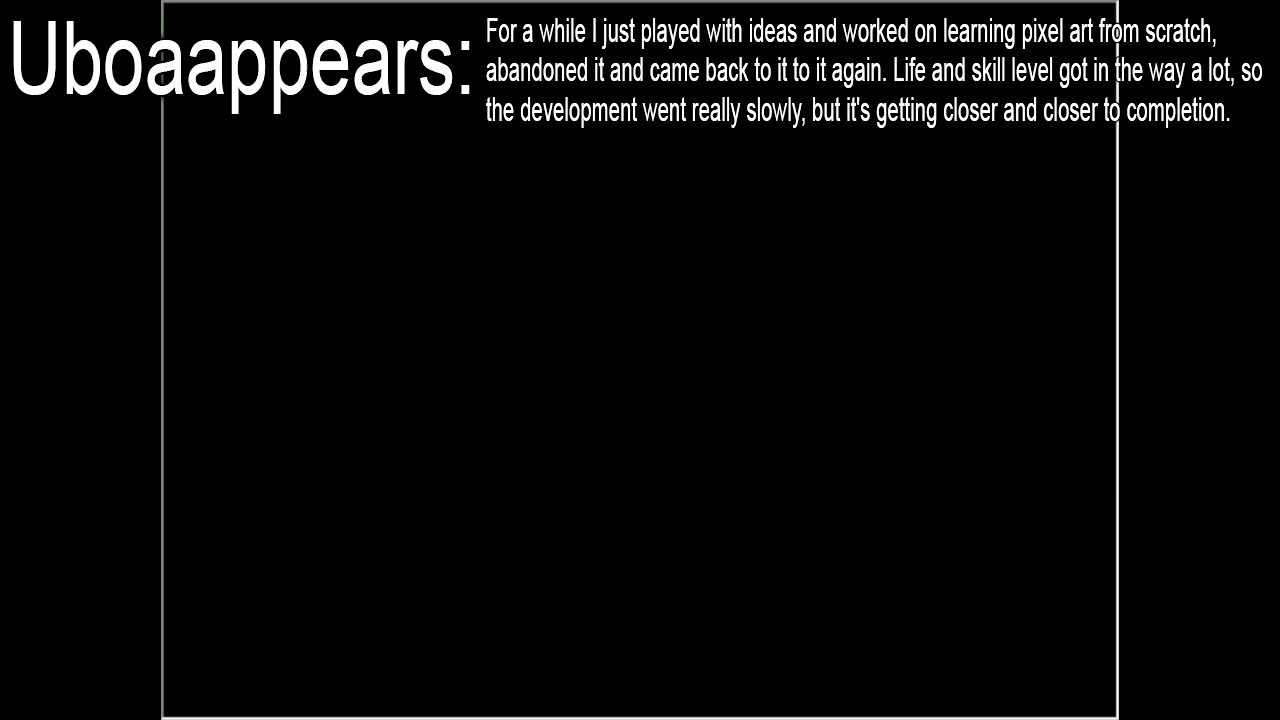 Uboaappears:
For a while I just played with ideas and worked on learning pixel art from scratch,
abandoned it and came back to it to it again. Life and skill level got in the way a lot, so
the development went really slowly, but it's getting closer and closer to completion.